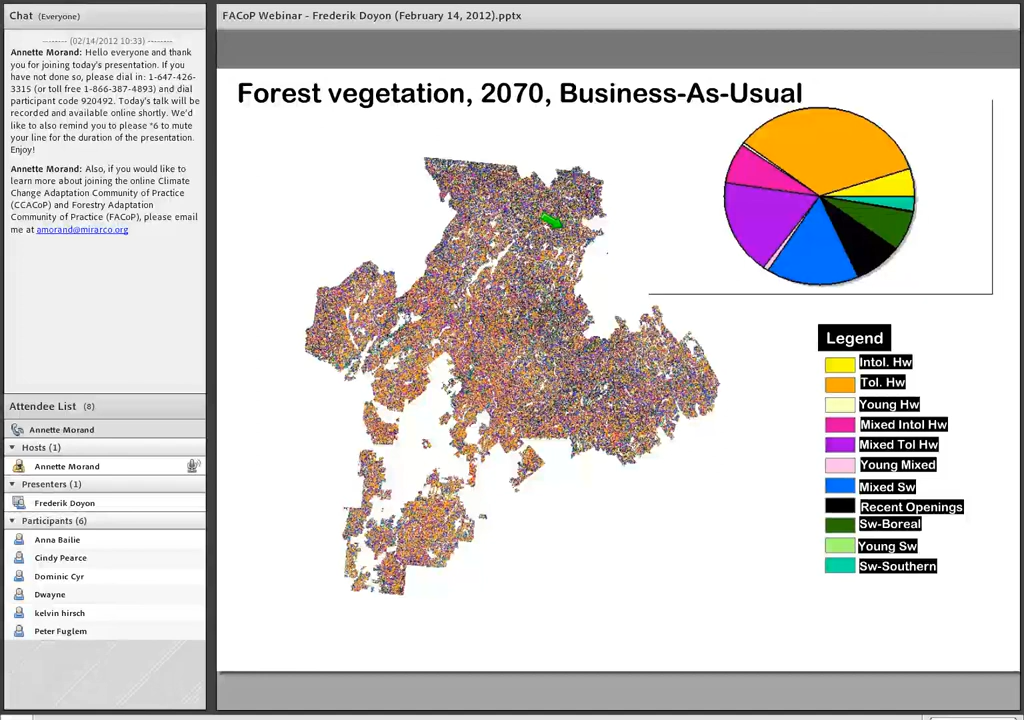 Chat (Everyone)
-------- (02/14/2012 10:33) --------
Annette Morand: Hello everyone and thank
you for joining today's presentation. If you
have not done so, please dial in: 1-647-426-
3315 (or toll free 1-866-387-4893) and dial
participant code 920492. Today's talk will be
recorded and available online shortly. We'd
like to also remind you to please *6 to mute
your line for the duration of the presentation.
Enjoy!
Annette Morand: Also, if you would like to
learn more about joining the online Climate
Change Adaptation Community of Practice
(CCACoP) and Forestry Adaptation
Community of Practice (FACoP), please email
me at amorand@mirarco.org
Attendee List (8)
Annette Morand
Hosts (1)
Annette Morand
Presenters (1)
Frederik Doyon
Participants (6)
Anna Bailie
Cindy Pearce
Dominic Cyr
Dwayne
kelvin hirsch
Peter Fuglem
FACoP Webinar - Frederik Doyon (February 14, 2012).pptx
Forest vegetation, 2070, Business-As-Usual
Legend
Intol. Hw
Tol. Hw
Young Hw
Mixed Intol Hw
Mixed Tol Hw
Young Mixed
Mixed Sw
Recent Openings
Sw-Boreal
Young Sw
Sw-Southern